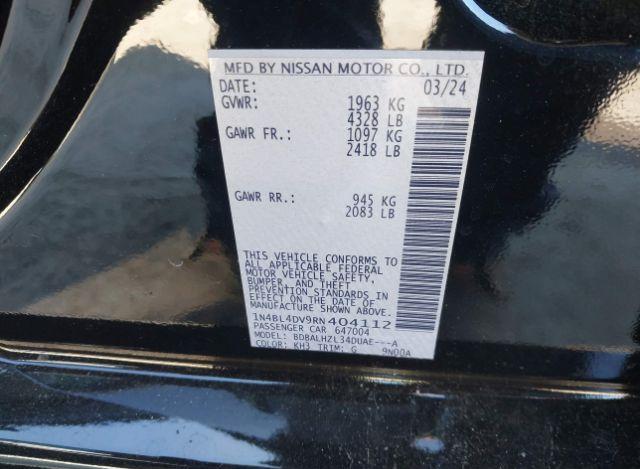 MFD BY NISSAN MOTOR CO., LTD.
DATE: 03/24
GVWR: 1963 KG
4328 LB
GAWR FR.: 1097 KG
2418 LB
GAWR RR.: 945 KG
2083 LB
THIS VEHICLE CONFORMS TO
ALL APPLICABLE FEDERAL
MOTOR VEHICLE SAFETY,
BUMPER, AND THEFT
PREVENTION STANDARDS IN
EFFECT ON THE DATE OF
MANUFACTURE SHOWN ABOVE.
1N4BL4DV9RN404112
PASSENGER CAR 647004
MODEL: BDBALHZL34DUAE---A
COLOR: KH3 TRIM: G 9N00A